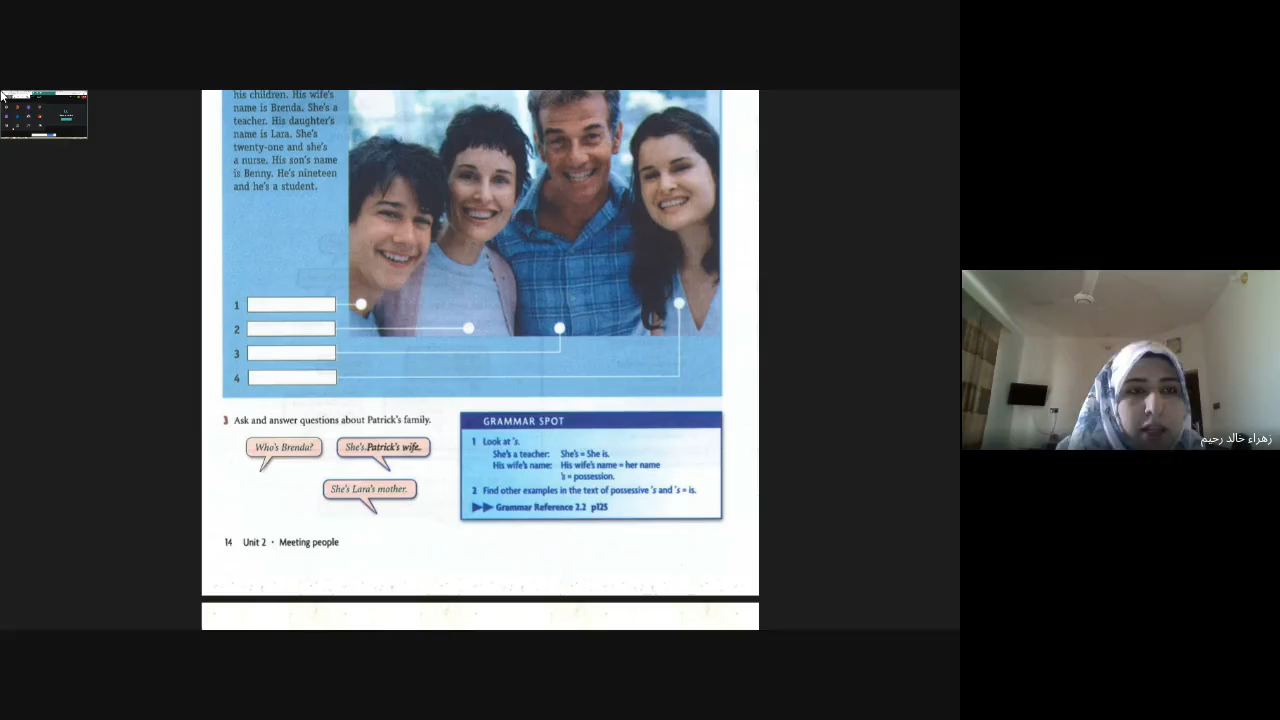 his children. His wife's
name is Brenda. She's a
teacher. His daughter's
name is Lara. She's
twenty-one and she's
a nurse. His son's name
is Benny. He's nineteen
and he's a student.
1
2
3
4
3 Ask and answer questions about Patrick's family.
Who's Brenda?
She's Patrick's wife.
She's Lara's mother.
GRAMMAR SPOT
1 Look at 's.
She's a teacher: She's = She is.
His wife's name: His wife's name = her name
's = possession.
2 Find other examples in the text of possessive 's and 's = is.
▶▶ Grammar Reference 2.2 p125
14 Unit 2 • Meeting people
زهراء خالد رحيم